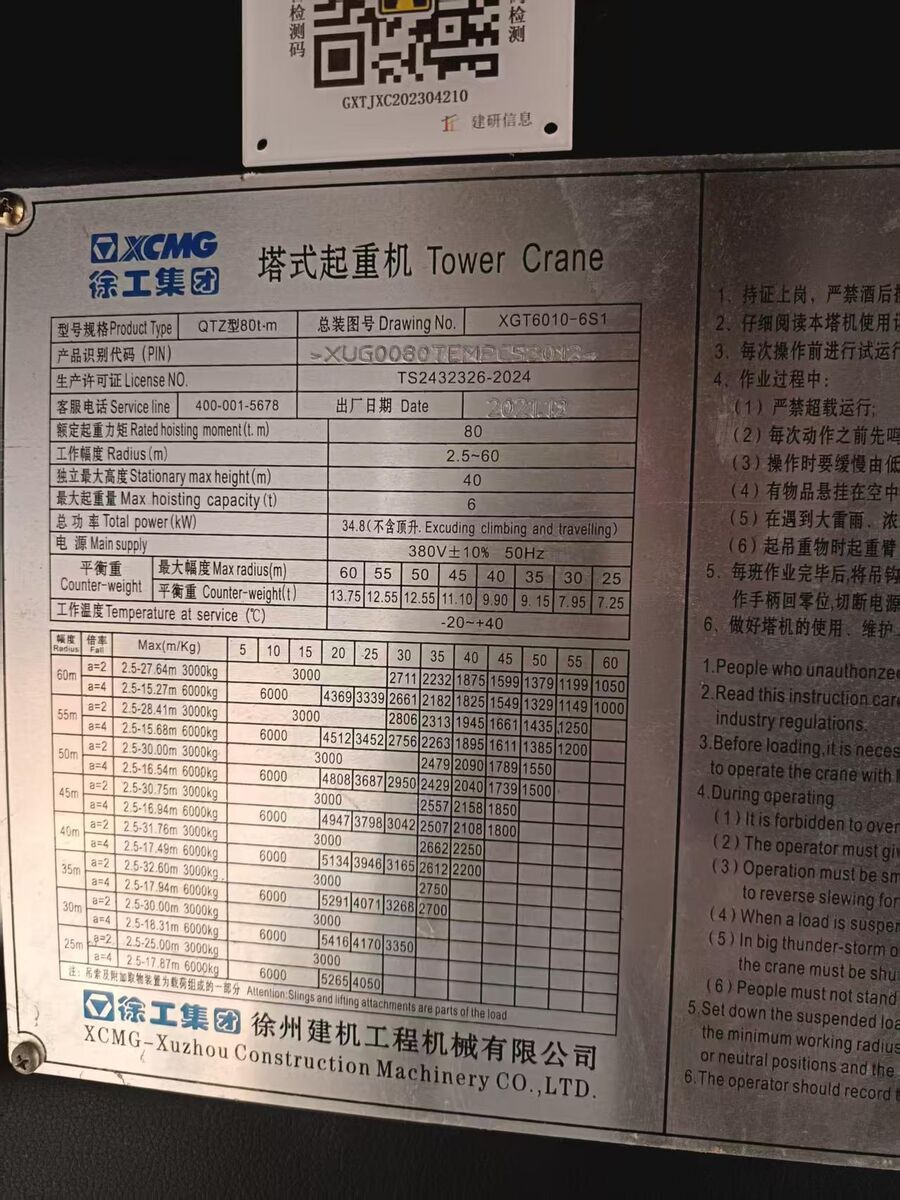 检测码
检测
GXTJXC202304210
建研信息
XCMG
徐工集团
塔式起重机 Tower Crane
型号规格Product Type QTZ型80t·m 总装图号 Drawing No. XGT6010-6S1
产品识别代码 (PIN)
生产许可证 License NO. TS2432326-2024
客服电话 Service line 400-001-5678 出厂日期 Date
额定起重力矩 Rated hoisting moment(t.m) 80
工作幅度 Radius(m) 2.5~60
独立最大高度 Stationary max height(m) 40
最大起重量 Max hoisting capacity(t) 6
总功率 Total power(kW) 34.8(不含顶升. Excuding climbing and travelling)
电源 Main supply 380V±10% 50Hz
平衡重 Counter-weight 最大幅度 Max radius(m) 60 55 50 45 40 35 30 25
平衡重 Counter-weight(t) 13.75 12.55 12.55 11.10 9.90 9.15 7.95 7.25
工作温度 Temperature at service (℃) -20~+40
幅度 Radius 倍率 Fall Max(m/Kg) 5 10 15 20 25 30 35 40 45 50 55 60
60m a=2 2.5-27.64m 3000kg 3000 2711 2232 1875 1599 1379 1199 1050
a=4 2.5-15.27m 6000kg 6000 4369 3339 2661 2182 1825 1549 1329 1149 1000
55m a=2 2.5-28.41m 3000kg 3000 2806 2313 1945 1661 1435 1250
a=4 2.5-15.68m 6000kg 6000 4512 3452 2756 2263 1895 1611 1385 1200
50m a=2 2.5-30.00m 3000kg 3000 2479 2090 1789 1550
a=4 2.5-16.54m 6000kg 6000 4808 3687 2950 2429 2040 1739 1500
45m a=2 2.5-30.75m 3000kg 3000 2557 2158 1850
a=4 2.5-16.94m 6000kg 6000 4947 3798 3042 2507 2108 1800
40m a=2 2.5-31.76m 3000kg 3000 2662 2250
a=4 2.5-17.49m 6000kg 6000 5134 3946 3165 2612 2200
35m a=2 2.5-32.60m 3000kg 3000 2750
a=4 2.5-17.94m 6000kg 6000 5291 4071 3268 2700
30m a=2 2.5-30.00m 3000kg 3000
a=4 2.5-18.31m 6000kg 6000 5416 4170 3350
25m a=2 2.5-25.00m 3000kg 3000
a=4 2.5-17.87m 6000kg 6000 5265 4050
注: 吊索及附加取物装置为载荷组成的一部分 Attention:Slings and lifting attachments are parts of the load
徐工集团 徐州建机工程机械有限公司
XCMG-Xuzhou Construction Machinery CO.,LTD.
1、持证上岗，严禁酒后
2、仔细阅读本塔机使用
3、每次操作前进行试运
4、作业过程中:
(1) 严禁超载运行;
(2) 每次动作之前先鸣
(3) 操作时要缓慢由低
(4) 有物品悬挂在空中
(5) 在遇到大雷雨、浓
(6) 起吊重物时起重臂
5、每班作业完毕后,将吊钩
作手柄回零位,切断电源
6、做好塔机的使用、维护
1.People who unauthonze
2.Read this instruction care
industry regulations.
3.Before loading,it is neces
to operate the crane with
4.During operating
(1) It is forbidden to over
(2) The operator must gi
(3) Operation must be sm
to reverse slewing for
(4) When a load is suspen
(5) In big thunder-storm o
the crane must be shu
(6) People must not stand
5.Set down the suspended loa
the minimum working radius
or neutral positions and the
6.The operator should record